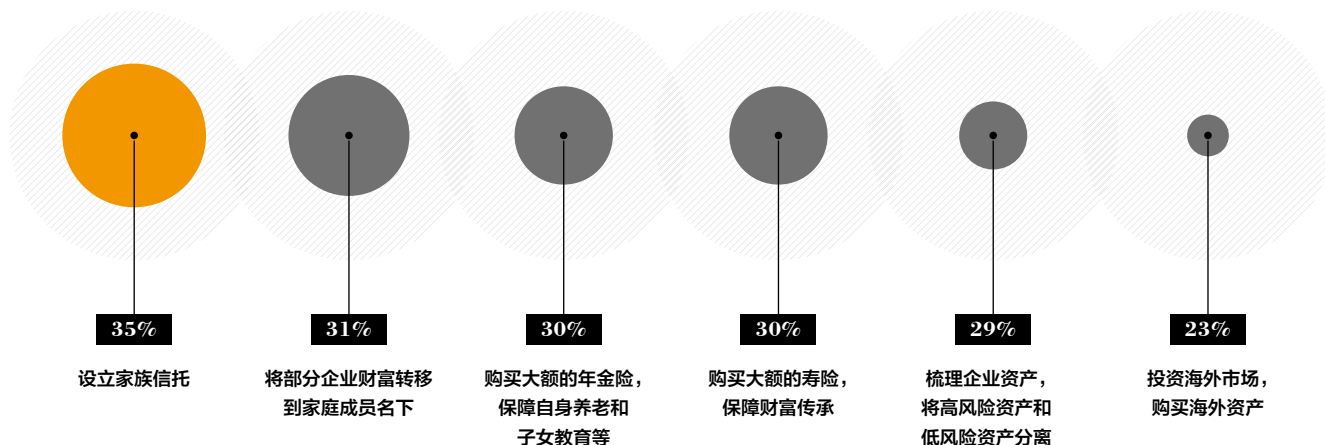 35%
31%
30%
30%
29%
23%
设立家族信托
将部分企业财富转移
到家庭成员名下
购买大额的年金险，
保障自身养老和
子女教育等
购买大额的寿险，
保障财富传承
梳理企业资产，
将高风险资产和
低风险资产分离
投资海外市场，
购买海外资产